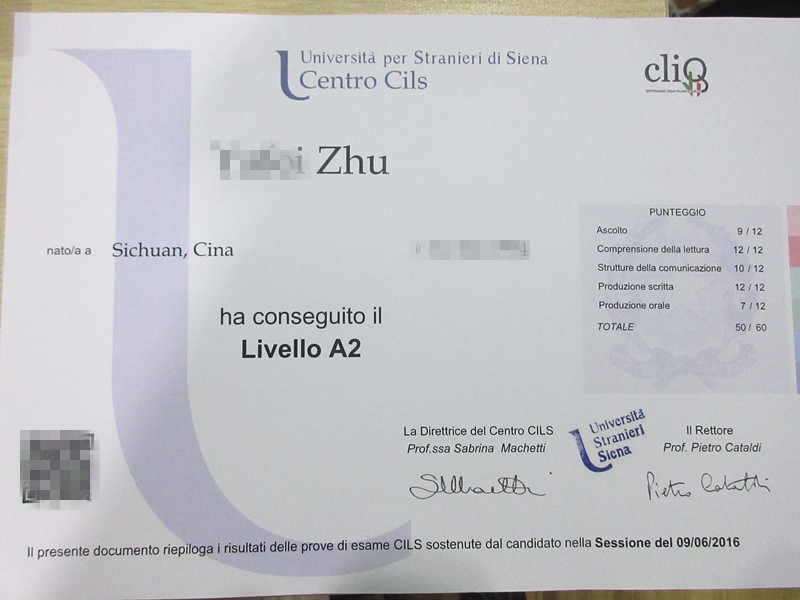 Università per Stranieri di Siena
Centro Cils
cliQ
Zhu
nato/a a Sichuan, Cina il
PUNTEGGIO
Ascolto 9 / 12
Comprensione della lettura 12 / 12
Strutture della comunicazione 10 / 12
Produzione scritta 12 / 12
Produzione orale 7 / 12
TOTALE 50 / 60
ha conseguito il
Livello A2
La Direttrice del Centro CILS
Prof.ssa Sabrina Machetti
Università
Stranieri
Siena
Il Rettore
Prof. Pietro Cataldi
Pietro Cataldi
Il presente documento riepiloga i risultati delle prove di esame CILS sostenute dal candidato nella Sessione del 09/06/2016